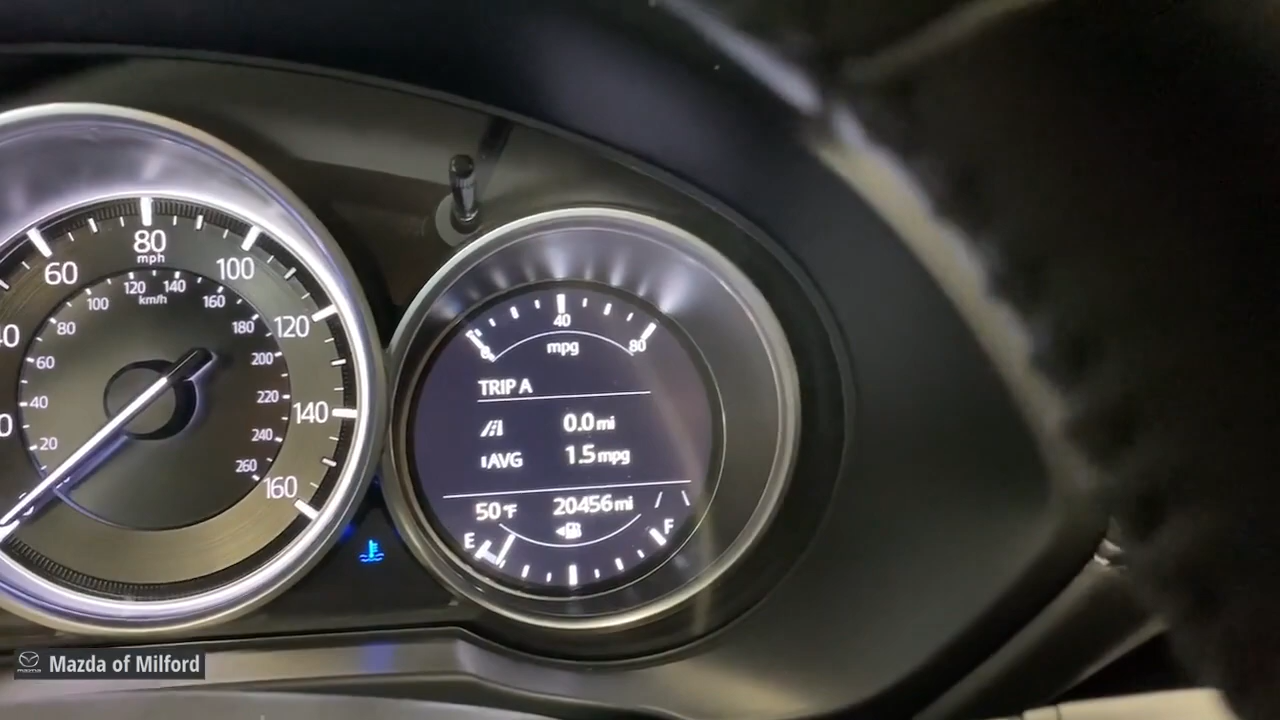 60
80
mph
100
120
140
160
20
40
60
80
100
120
140
km/h
160
180
200
220
240
260
0
40
80
mpg
TRIP A
0.0 mi
AVG
1.5 mpg
50°F
20456 mi
E
F
Mazda of Milford